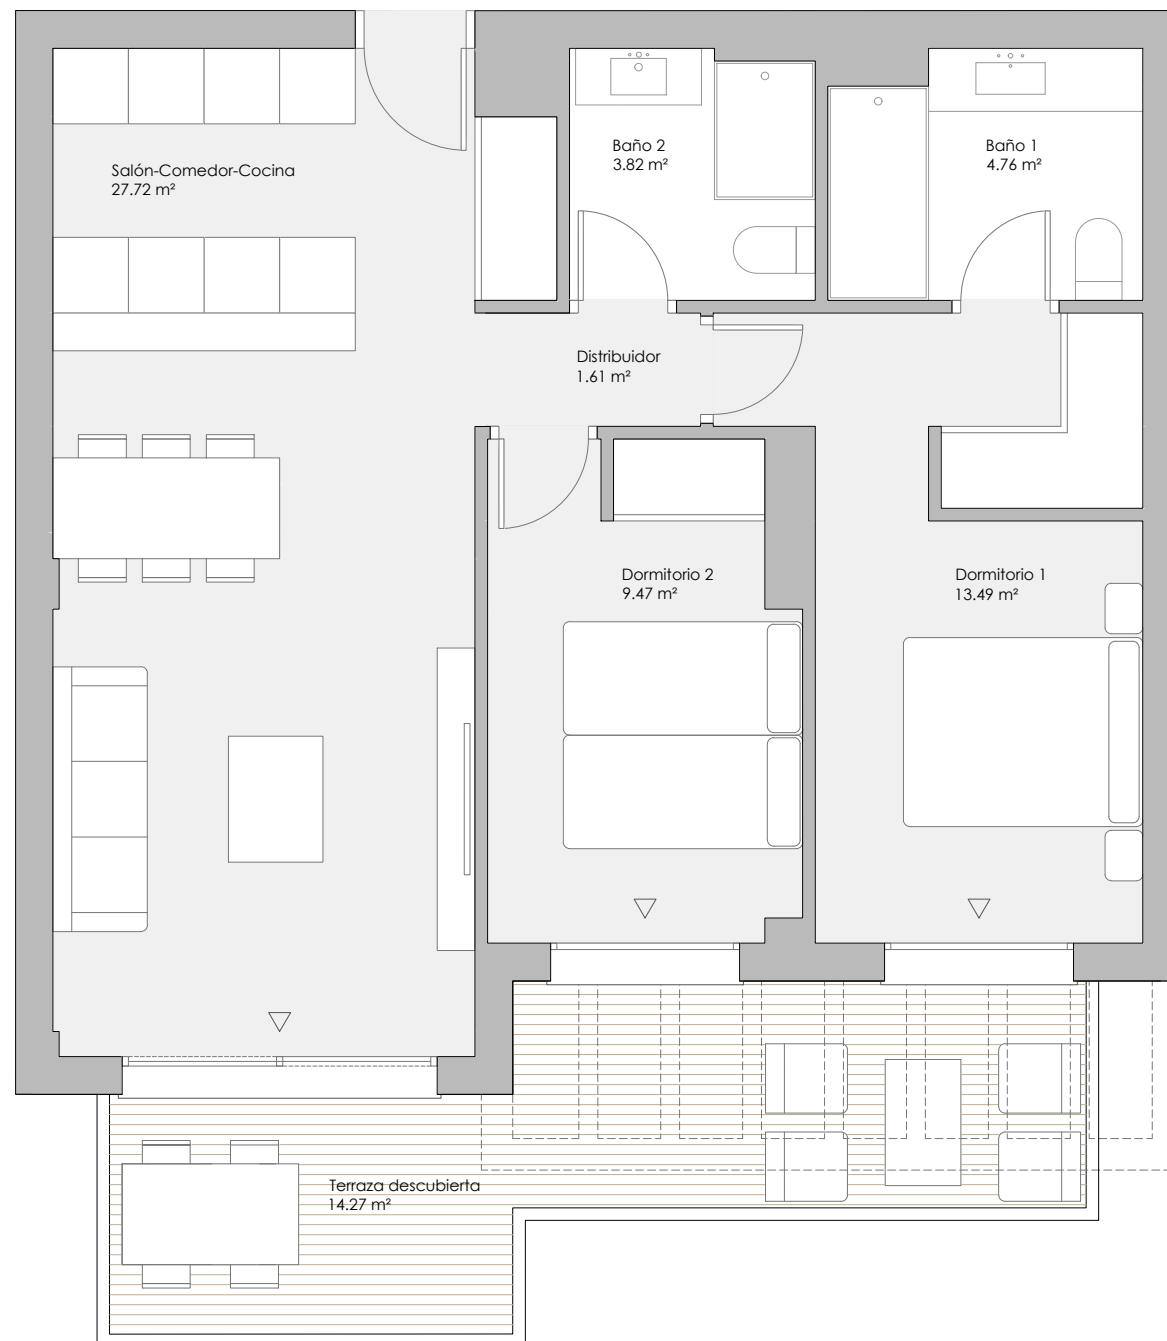 Salón-Comedor-Cocina
27.72 m²
Baño 2
3.82 m²
Baño 1
4.76 m²
Distribuidor
1.61 m²
Dormitorio 2
9.47 m²
Dormitorio 1
13.49 m²
Terraza descubierta
14.27 m²